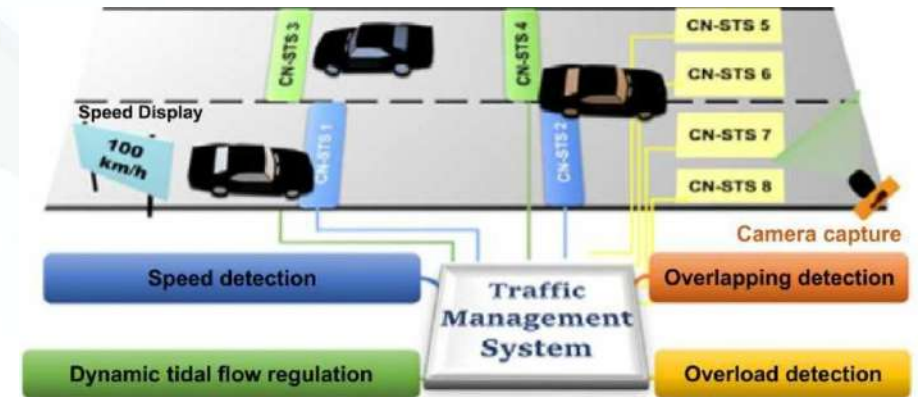 CN-STS 3
CN-STS 4
CN-STS 5
CN-STS 6
Speed Display
100
km/h
CN-STS 1
CN-STS 2
CN-STS 7
CN-STS 8
Camera capture
Speed detection
Overlapping detection
Traffic
Management
System
Dynamic tidal flow regulation
Overload detection